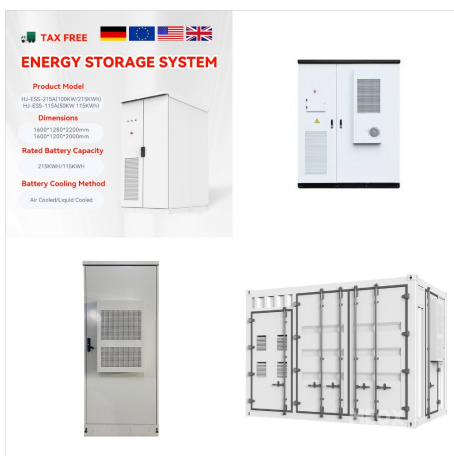 TAX FREE
ENERGY STORAGE SYSTEM
Product Model
HJ-ESS-215A(100KW/215KWh)
HJ-ESS-115A(50KW 115KWh)
Dimensions
1600*1280*2200mm
1600*1200*2000mm
Rated Battery Capacity
215KWH/115KWH
Battery Cooling Method
Air Cooled/Liquid Cooled